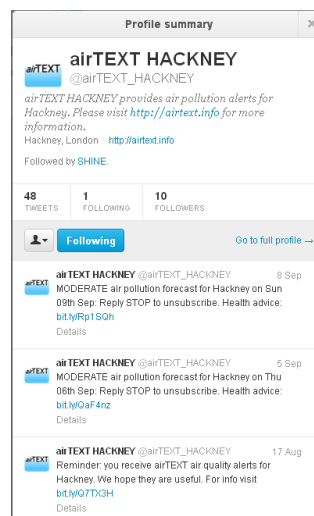 Profile summary
airTEXT
airTEXT HACKNEY
@airTEXT_HACKNEY
airTEXT HACKNEY provides air pollution alerts for
Hackney. Please visit http://airtext.info for more
information.
Hackney, London · http://airtext.info
Followed by SHINE.
48 1 10
TWEETS FOLLOWING FOLLOWERS
Following Go to full profile →
airTEXT
airTEXT HACKNEY @airTEXT_HACKNEY 8 Sep
MODERATE air pollution forecast for Hackney on Sun
09th Sep: Reply STOP to unsubscribe. Health advice:
bit.ly/Rp1SQh
Details
airTEXT
airTEXT HACKNEY @airTEXT_HACKNEY 5 Sep
MODERATE air pollution forecast for Hackney on Thu
06th Sep: Reply STOP to unsubscribe. Health advice:
bit.ly/QaF4nz
Details
airTEXT
airTEXT HACKNEY @airTEXT_HACKNEY 17 Aug
Reminder: you receive airTEXT air quality alerts for
Hackney. We hope they are useful. For info visit
bit.ly/Q7TX3H
Details